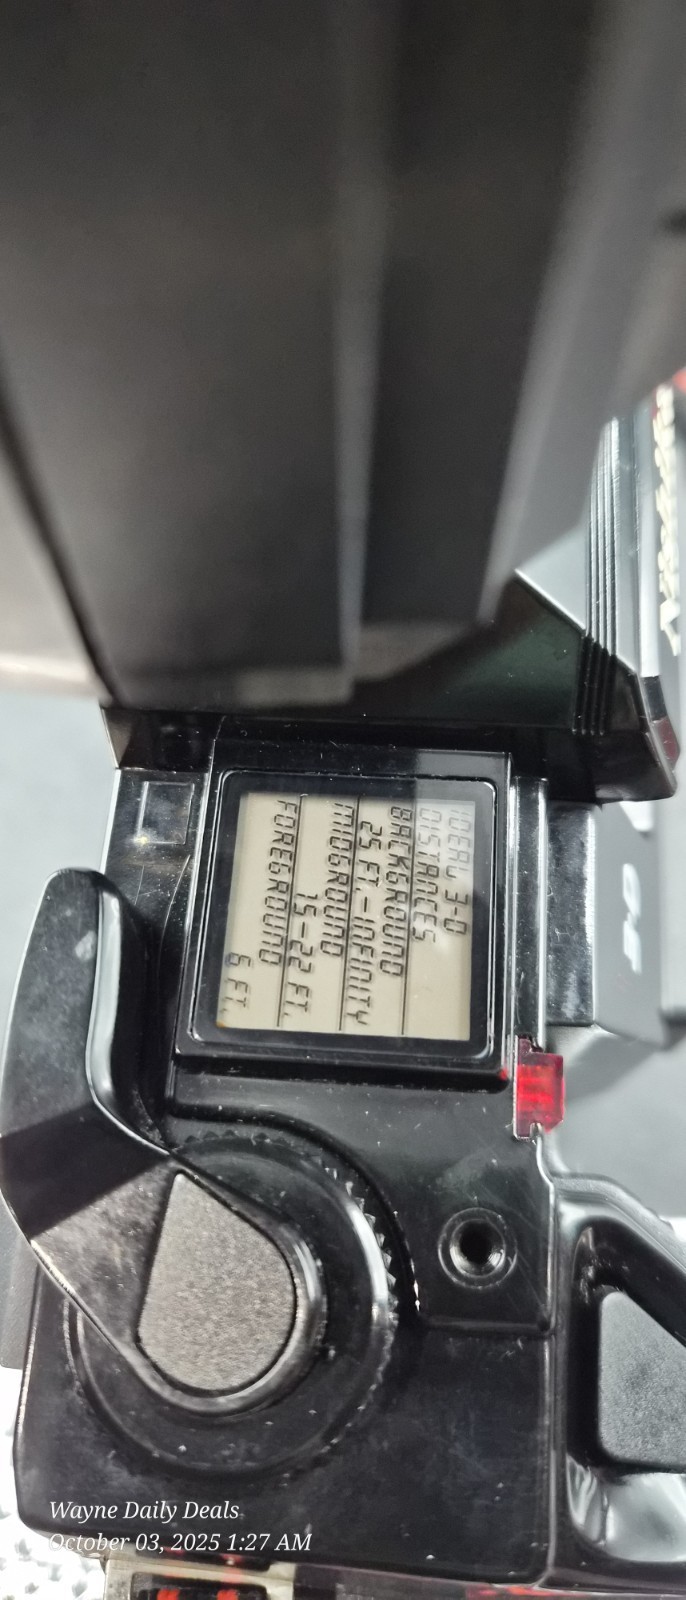 IDEAL 3-D
DISTANCES
BACKGROUND
25 FT.-INFINITY
MIDGROUND
15-22 FT.
FOREGROUND
6 FT.
Wayne Daily Deals
October 03, 2025 1:27 AM